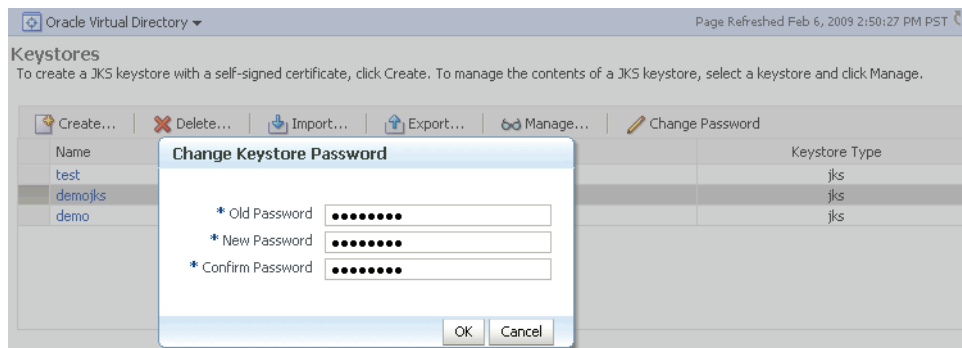 Oracle Virtual Directory
Page Refreshed Feb 6, 2009 2:50:27 PM PST
Keystores
To create a JKS keystore with a self-signed certificate, click Create. To manage the contents of a JKS keystore, select a keystore and click Manage.
Create... Delete... Import... Export... Manage... Change Password
Name Keystore Type
test jks
demojks jks
demo jks
Change Keystore Password
* Old Password ••••••••
* New Password ••••••••
* Confirm Password ••••••••
OK Cancel